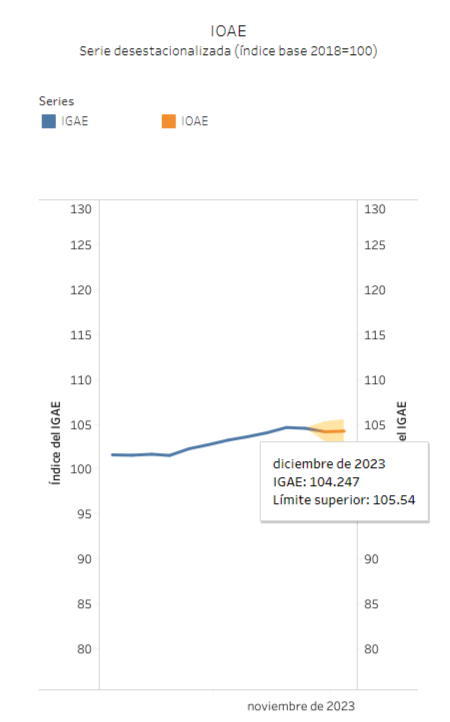 IOAE
Serie desestacionalizada (índice base 2018=100)
Series
IGAE
IOAE
130
125
120
115
110
105
100
95
90
85
80
Índice del IGAE
130
125
120
115
110
105
90
85
80
el IGAE
diciembre de 2023
IGAE: 104.247
Límite superior: 105.54
noviembre de 2023